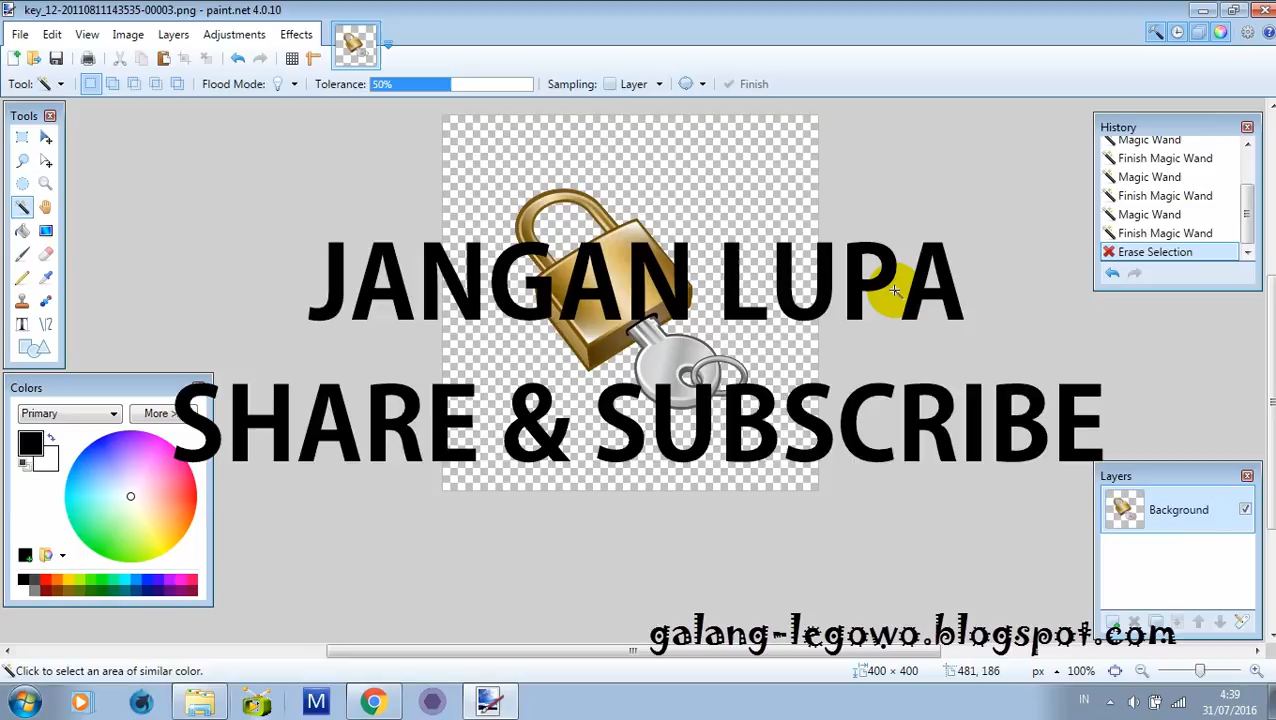 key_12-20110811143535-00003.png - paint.net 4.0.10
File Edit View Image Layers Adjustments Effects
Tool: Flood Mode: Tolerance: 50% Sampling: Layer Finish
Tools
History
Magic Wand
Finish Magic Wand
Magic Wand
Finish Magic Wand
Magic Wand
Finish Magic Wand
Erase Selection
JANGAN LUPA
SHARE & SUBSCRIBE
Colors
Primary More >
Layers
Background
galang-legowo.blogspot.com
Click to select an area of similar color. 400 × 400 481, 186 px 100%
M IN 4:39
31/07/2016